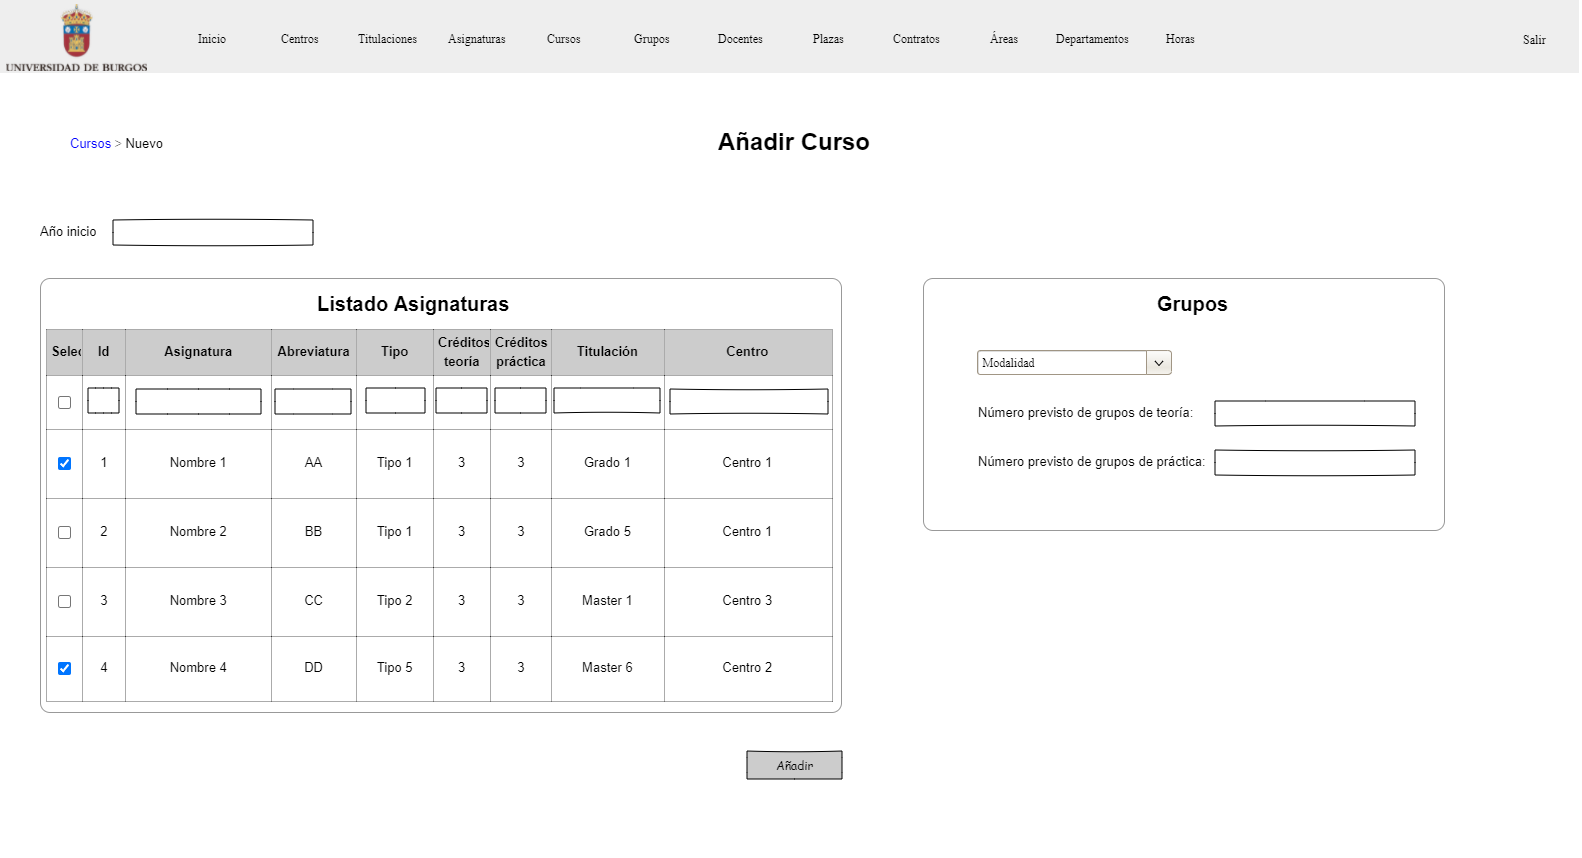 UNIVERSIDAD DE BURGOS
Inicio Centros Titulaciones Asignaturas Cursos Grupos Docentes Plazas Contratos Áreas Departamentos Horas Salir
Cursos > Nuevo
Añadir Curso
Año inicio
Listado Asignaturas
Selec Id Asignatura Abreviatura Tipo Créditos teoría Créditos práctica Titulación Centro
1 Nombre 1 AA Tipo 1 3 3 Grado 1 Centro 1
2 Nombre 2 BB Tipo 1 3 3 Grado 5 Centro 1
3 Nombre 3 CC Tipo 2 3 3 Master 1 Centro 3
4 Nombre 4 DD Tipo 5 3 3 Master 6 Centro 2
Grupos
Modalidad
Número previsto de grupos de teoría:
Número previsto de grupos de práctica:
Añadir